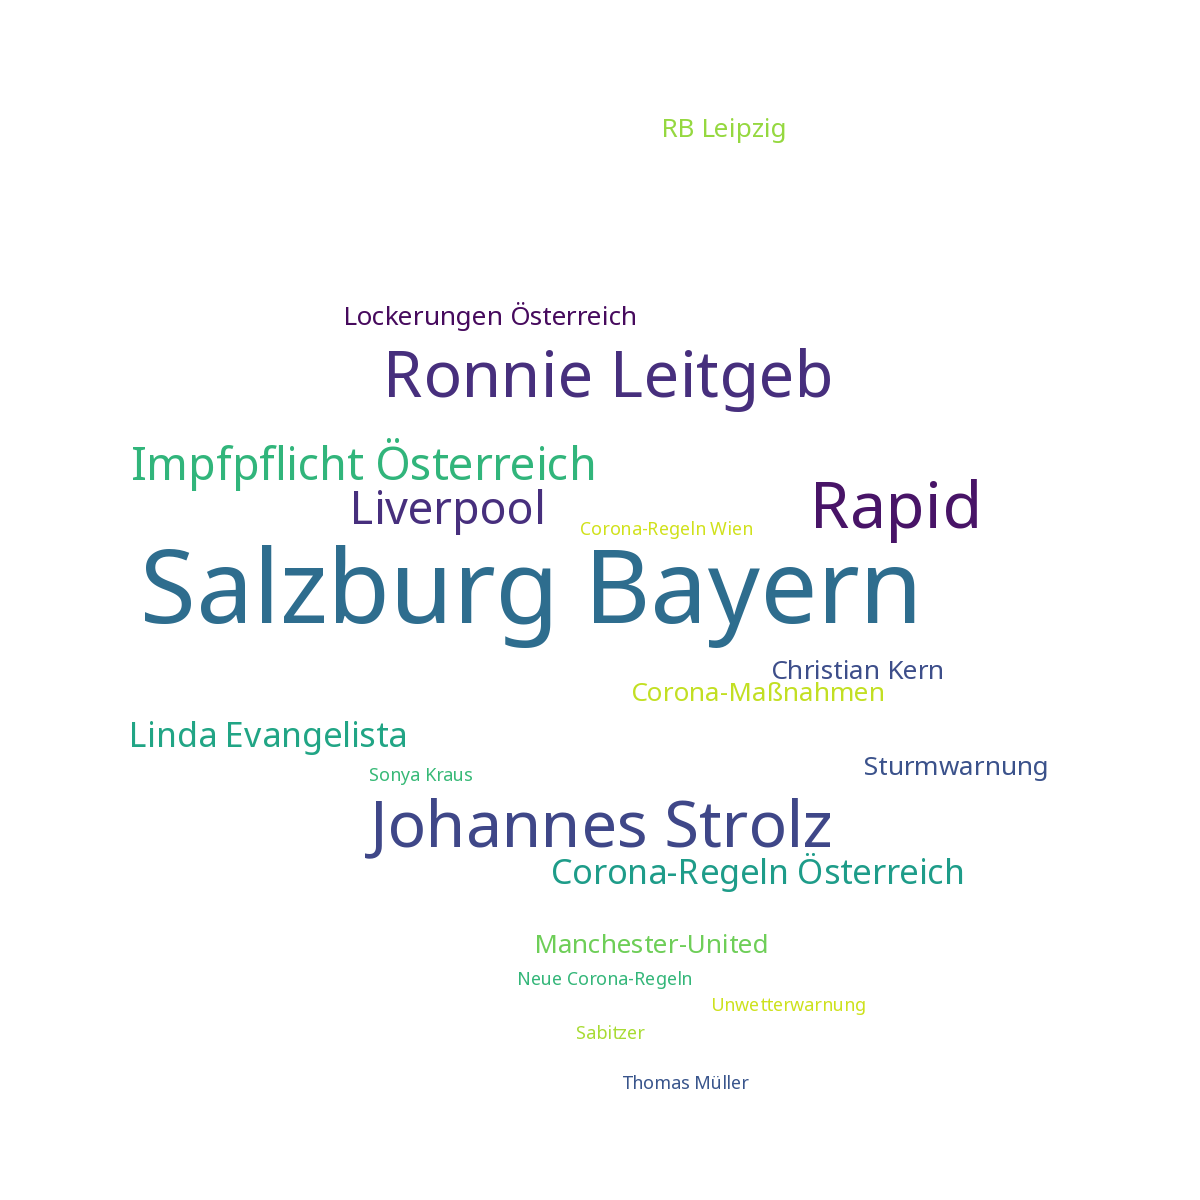 RB Leipzig
Lockerungen Österreich
Ronnie Leitgeb
Impfpflicht Österreich
Liverpool
Rapid
Corona-Regeln Wien
Salzburg Bayern
Christian Kern
Corona-Maßnahmen
Linda Evangelista
Sturmwarnung
Sonya Kraus
Johannes Strolz
Corona-Regeln Österreich
Manchester-United
Neue Corona-Regeln
Unwetterwarnung
Sabitzer
Thomas Müller